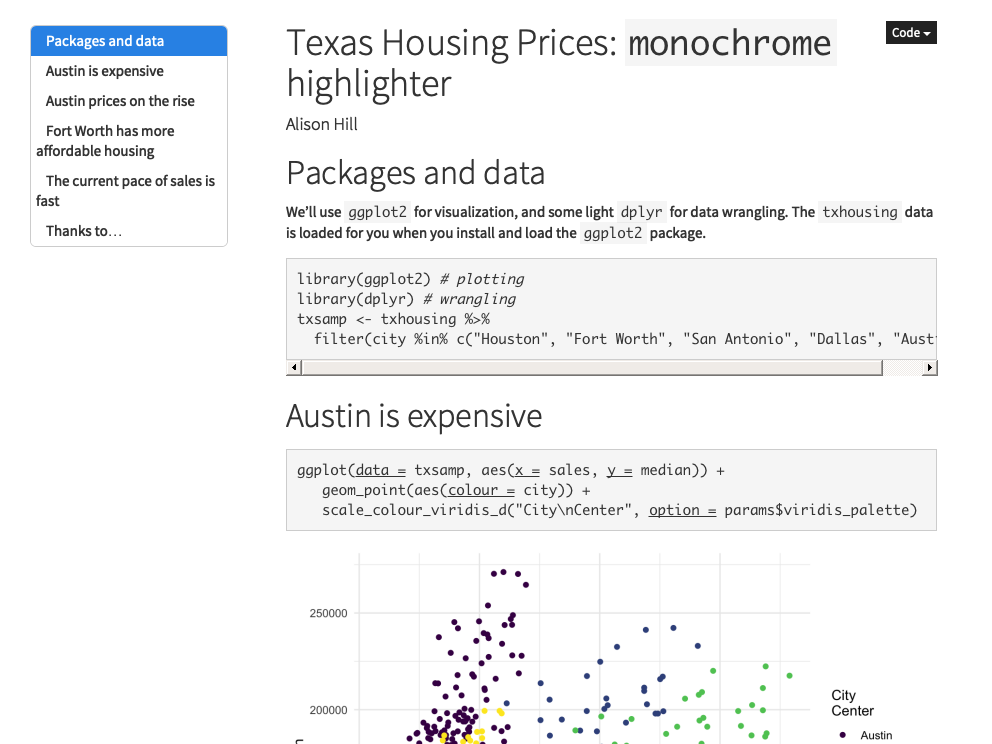 Packages and data
Austin is expensive
Austin prices on the rise
Fort Worth has more
affordable housing
The current pace of sales is
fast
Thanks to…
Texas Housing Prices: monochrome
highlighter
Code
Alison Hill
Packages and data
We'll use ggplot2 for visualization, and some light dplyr for data wrangling. The txhousing data
is loaded for you when you install and load the ggplot2 package.
library(ggplot2) # plotting
library(dplyr) # wrangling
txsamp <- txhousing %>%
  filter(city %in% c("Houston", "Fort Worth", "San Antonio", "Dallas", "Aust
Austin is expensive
ggplot(data = txsamp, aes(x = sales, y = median)) +
   geom_point(aes(colour = city)) +
   scale_colour_viridis_d("City\nCenter", option = params$viridis_palette)
250000
200000
City
Center
Austin